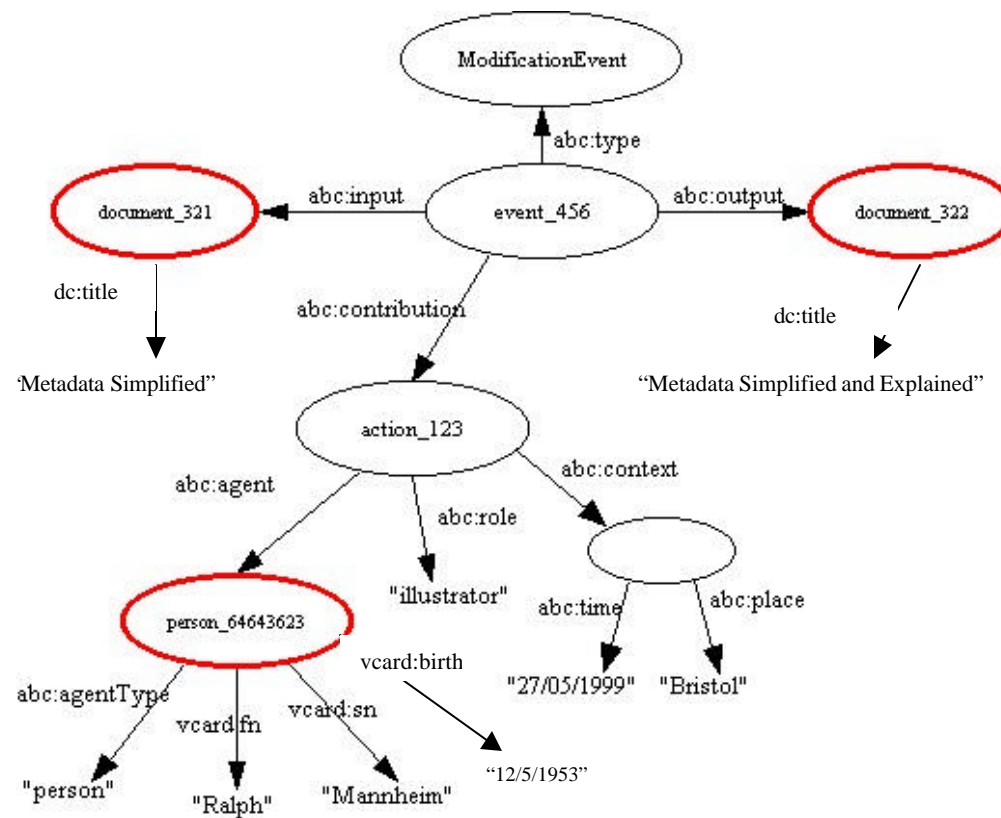 ModificationEvent
abc:type
document_321
abc:input
event_456
abc:output
document_322
dc:title
abc:contribution
dc:title
‘Metadata Simplified”
“Metadata Simplified and Explained”
action_123
abc:agent
abc:role
abc:context
"illustrator"
person_64643623
abc:time
abc:place
vcard:birth
"27/05/1999"
"Bristol"
abc:agentType
vcard:fn
vcard:sn
“12/5/1953”
"person"
"Ralph"
"Mannheim"